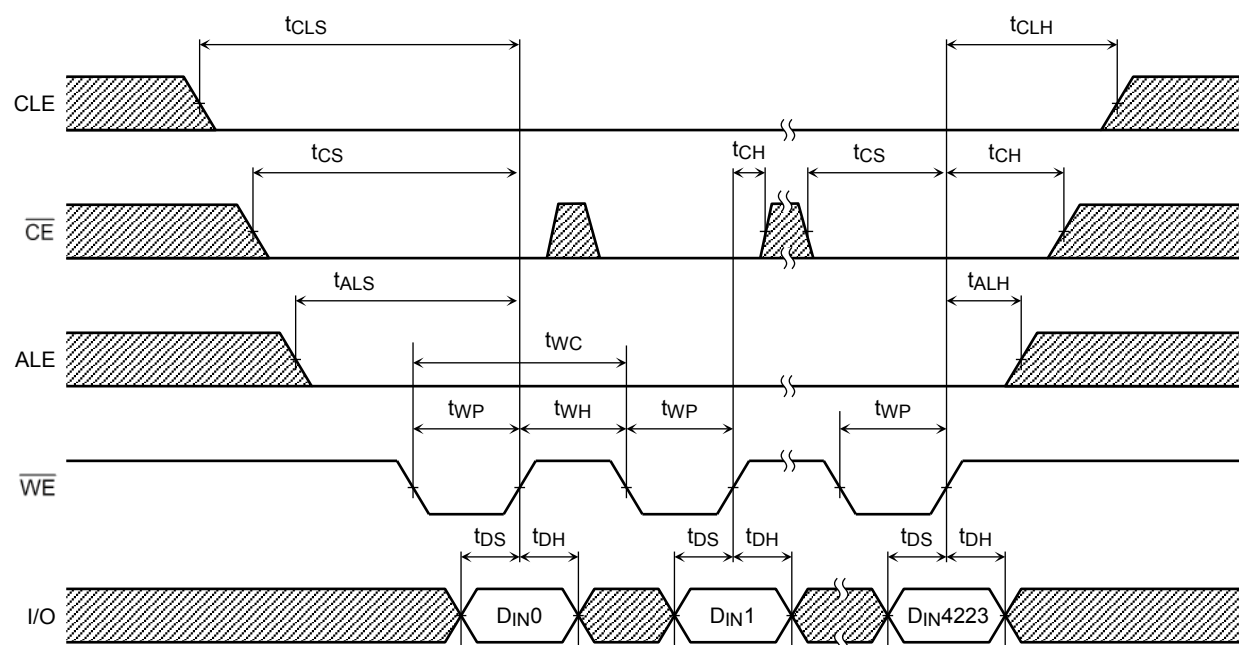 tCLS tCLH
CLE
tCS tCH tCS tCH
CE
tALS tALH
ALE
tWC
tWP tWH tWP tWP
WE
tDS tDH tDS tDH tDS tDH
I/O DIN0 DIN1 DIN4223